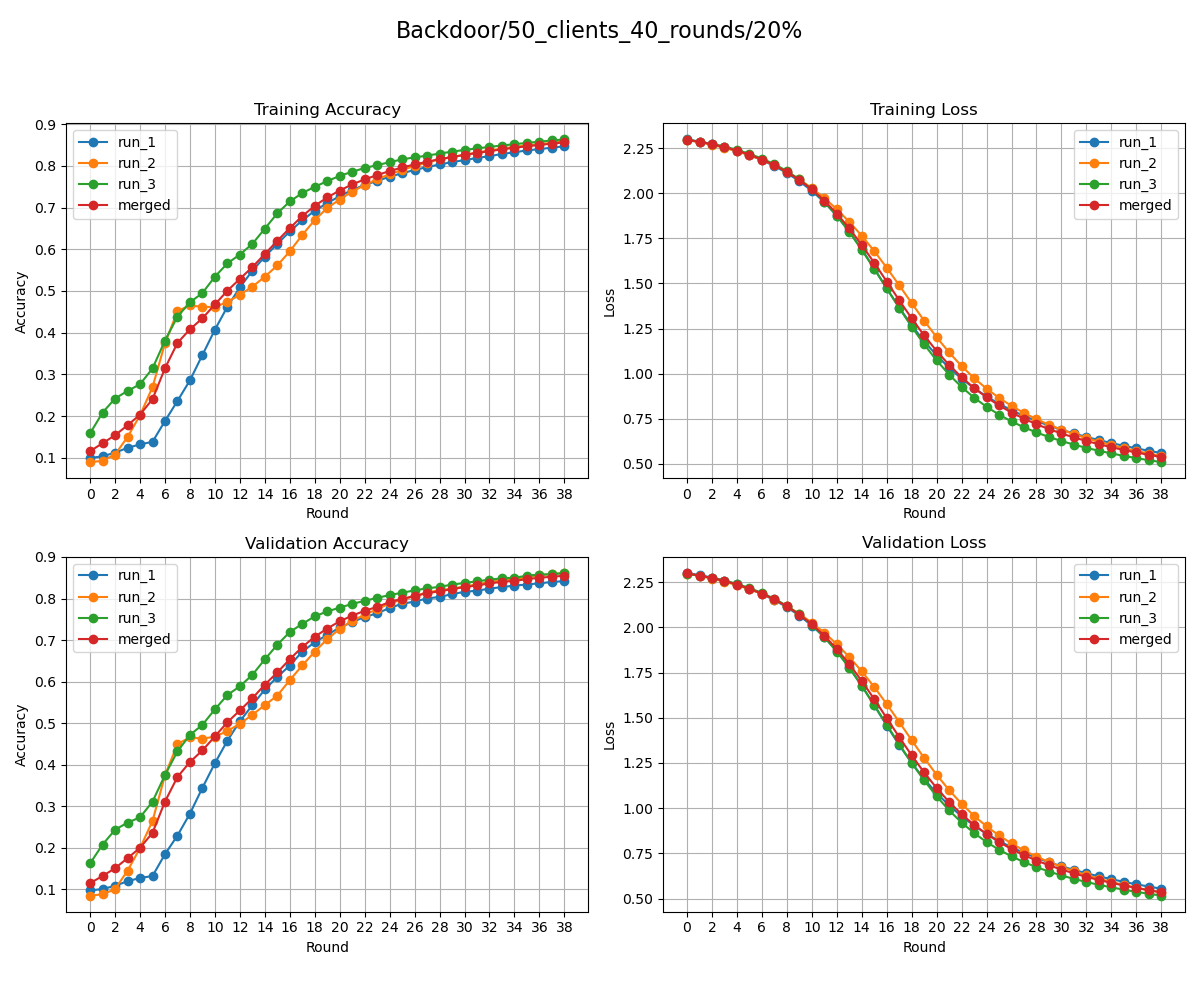 Backdoor/50_clients_40_rounds/20%
Training Accuracy
0.9
0.8
0.7
0.6
0.5
0.4
0.3
0.2
0.1
Accuracy
run_1
run_2
run_3
merged
0 2 4 6 8 10 12 14 16 18 20 22 24 26 28 30 32 34 36 38
Round
Training Loss
2.25
2.00
1.75
1.50
1.25
1.00
0.75
0.50
Loss
run_1
run_2
run_3
merged
0 2 4 6 8 10 12 14 16 18 20 22 24 26 28 30 32 34 36 38
Round
Validation Accuracy
0.9
0.8
0.7
0.6
0.5
0.4
0.3
0.2
0.1
Accuracy
run_1
run_2
run_3
merged
0 2 4 6 8 10 12 14 16 18 20 22 24 26 28 30 32 34 36 38
Round
Validation Loss
2.25
2.00
1.75
1.50
1.25
1.00
0.75
0.50
Loss
run_1
run_2
run_3
merged
0 2 4 6 8 10 12 14 16 18 20 22 24 26 28 30 32 34 36 38
Round